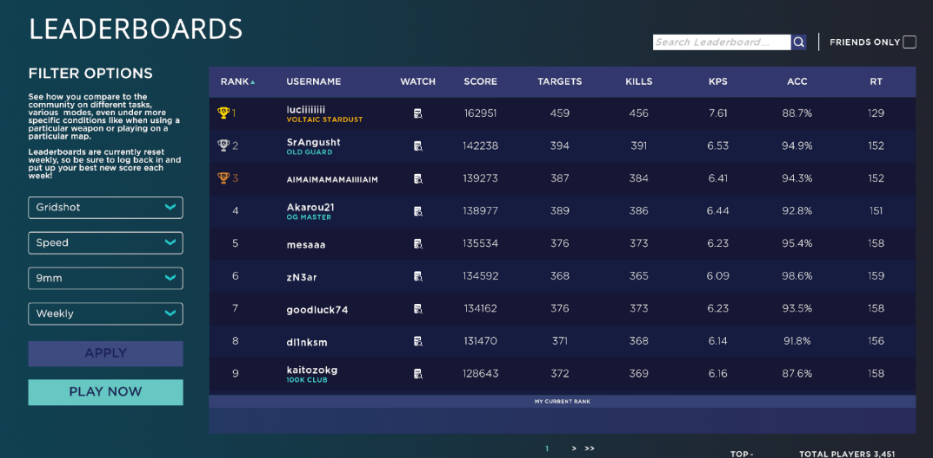 LEADERBOARDS
Search Leaderboard...
FRIENDS ONLY
FILTER OPTIONS
See how you compare to the
community on different tasks,
various modes, even under more
specific conditions like when using a
particular weapon or playing on a
particular map.
Leaderboards are currently reset
weekly, so be sure to log back in and
put up your best new score each
week!
Gridshot
Speed
9mm
Weekly
APPLY
PLAY NOW
RANK USERNAME WATCH SCORE TARGETS KILLS KPS ACC RT
1 luciiiiiiii 162951 459 456 7.61 88.7% 129
VOLTAIC STARDUST
2 SrAngusht 142238 394 391 6.53 94.9% 152
OLD GUARD
3 AIMAIMAMAMAIIIIAIM 139273 387 384 6.41 94.3% 152
4 Akarou21 138977 389 386 6.44 92.8% 151
OG MASTER
5 mesaaa 135534 376 373 6.23 95.4% 158
6 zN3ar 134592 368 365 6.09 98.6% 159
7 goodluck74 134162 376 373 6.23 93.5% 158
8 di1nksm 131470 371 368 6.14 91.8% 156
9 kaitozokg 128643 372 369 6.16 87.6% 158
100K CLUB
MY CURRENT RANK
1 > >>
TOP -
TOTAL PLAYERS 3,451